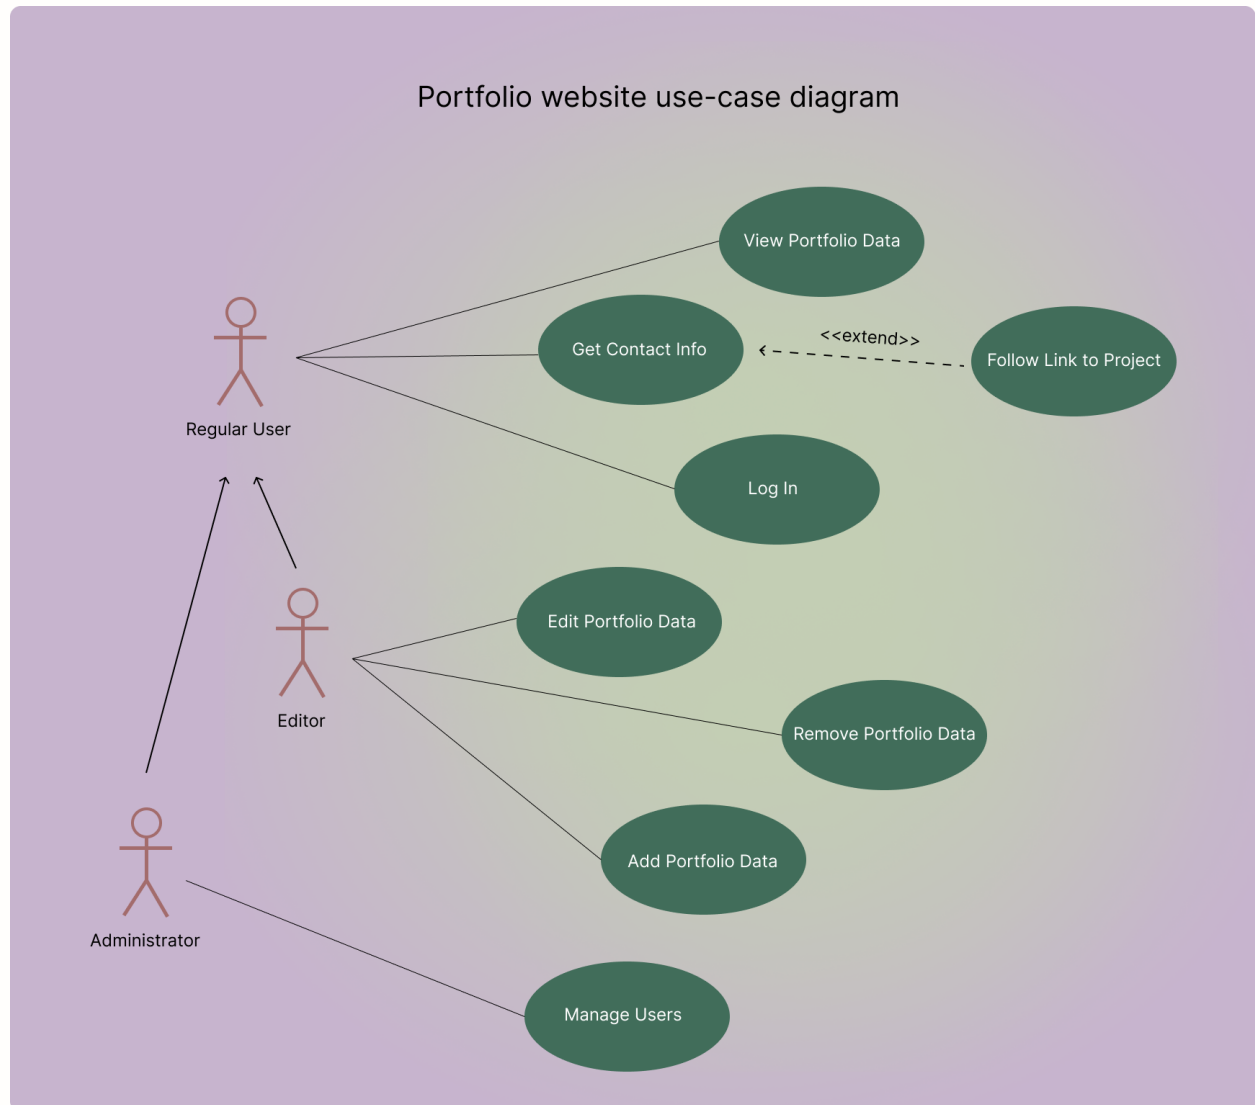 Portfolio website use-case diagram
View Portfolio Data
Get Contact Info
<<extend>>
Follow Link to Project
Regular User
Log In
Edit Portfolio Data
Editor
Remove Portfolio Data
Add Portfolio Data
Administrator
Manage Users